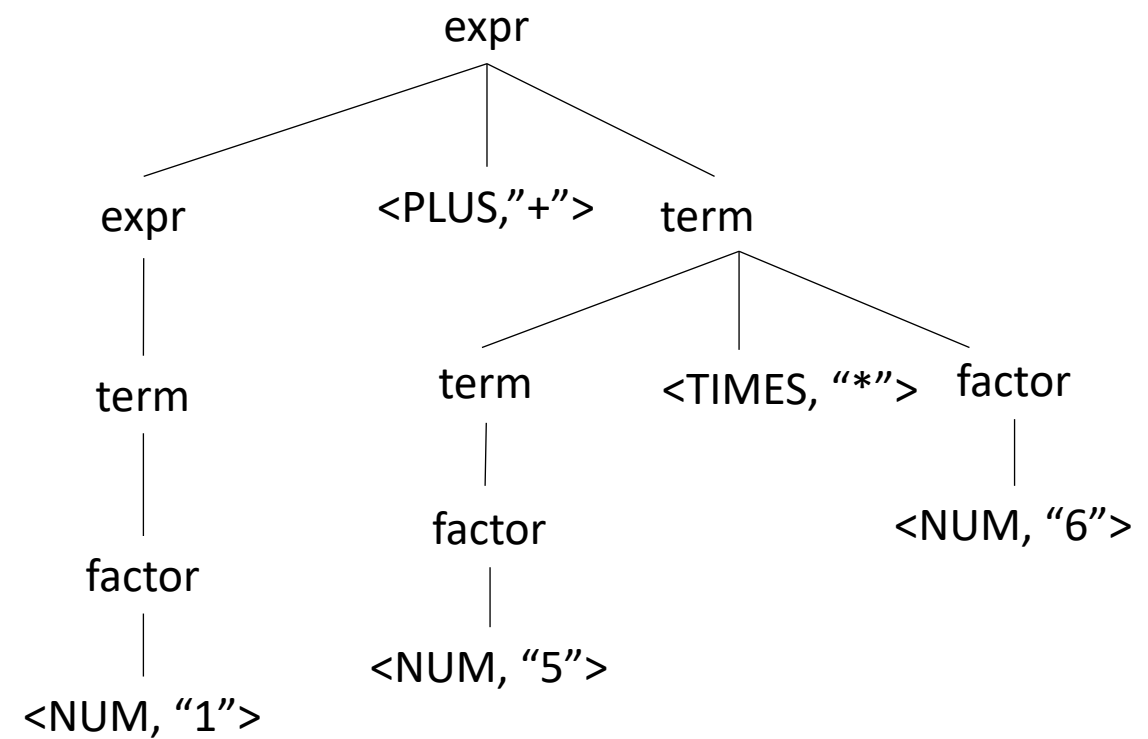 expr
expr <PLUS,”+”> term
term term <TIMES, “*”> factor
factor factor <NUM, “6”>
<NUM, “1”> <NUM, “5”>